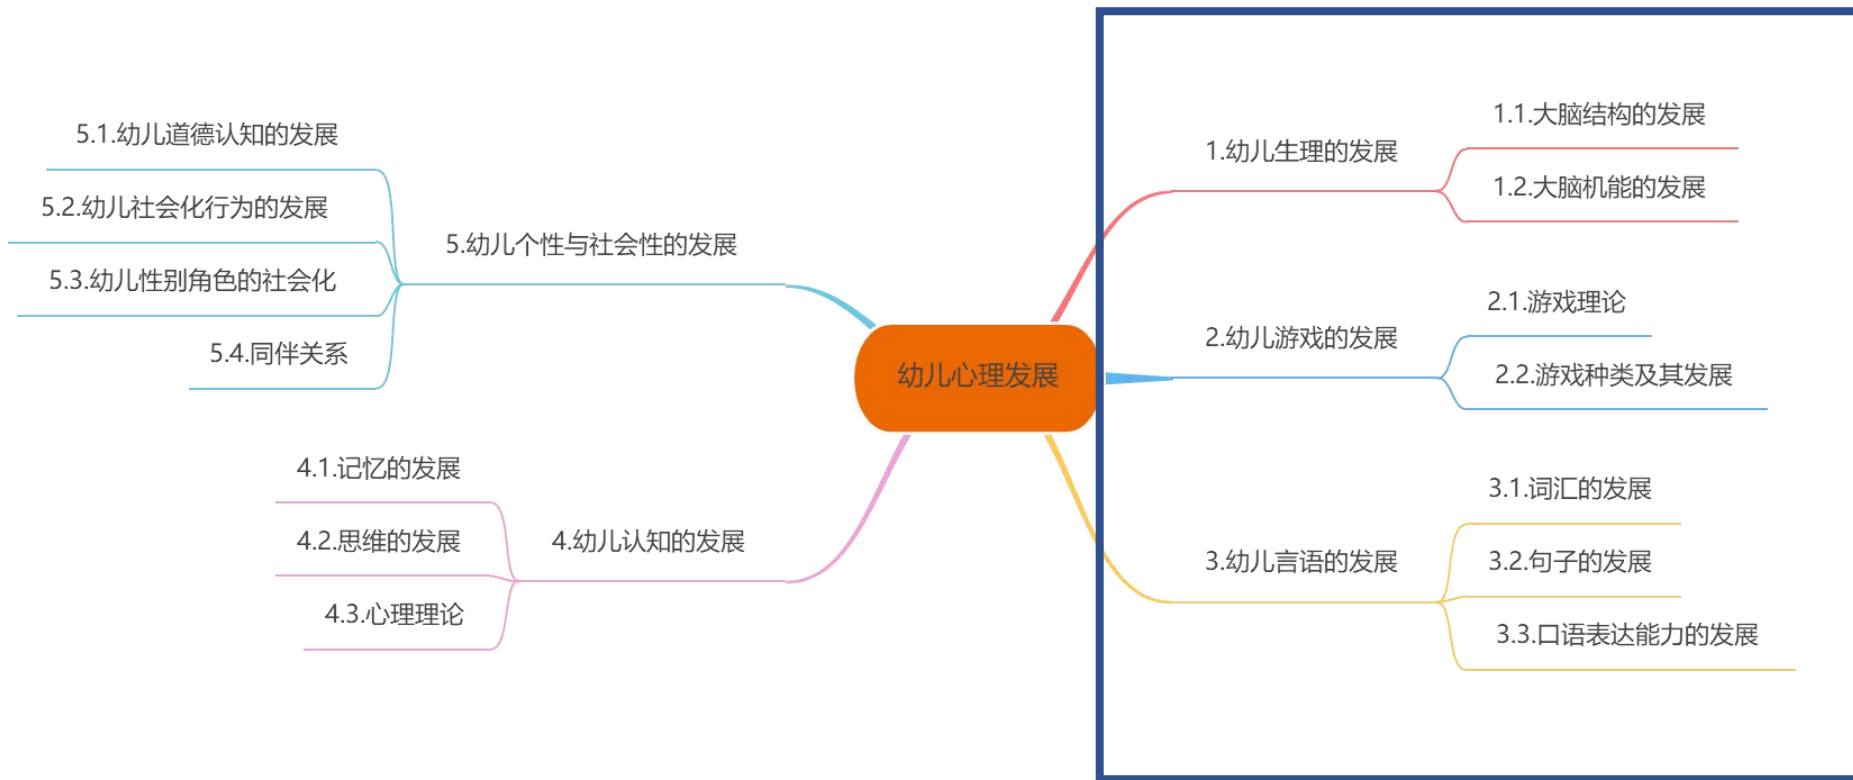 幼儿心理发展
1.幼儿生理的发展
1.1.大脑结构的发展
1.2.大脑机能的发展
2.幼儿游戏的发展
2.1.游戏理论
2.2.游戏种类及其发展
3.幼儿言语的发展
3.1.词汇的发展
3.2.句子的发展
3.3.口语表达能力的发展
4.幼儿认知的发展
4.1.记忆的发展
4.2.思维的发展
4.3.心理理论
5.幼儿个性与社会性的发展
5.1.幼儿道德认知的发展
5.2.幼儿社会化行为的发展
5.3.幼儿性别角色的社会化
5.4.同伴关系